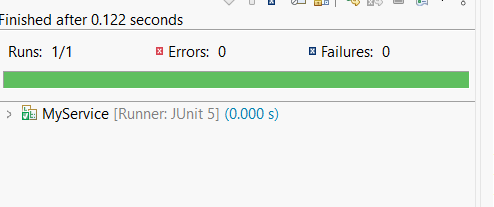 Finished after 0.122 seconds
Runs: 1/1 Errors: 0 Failures: 0
MyService [Runner: JUnit 5] (0.000 s)